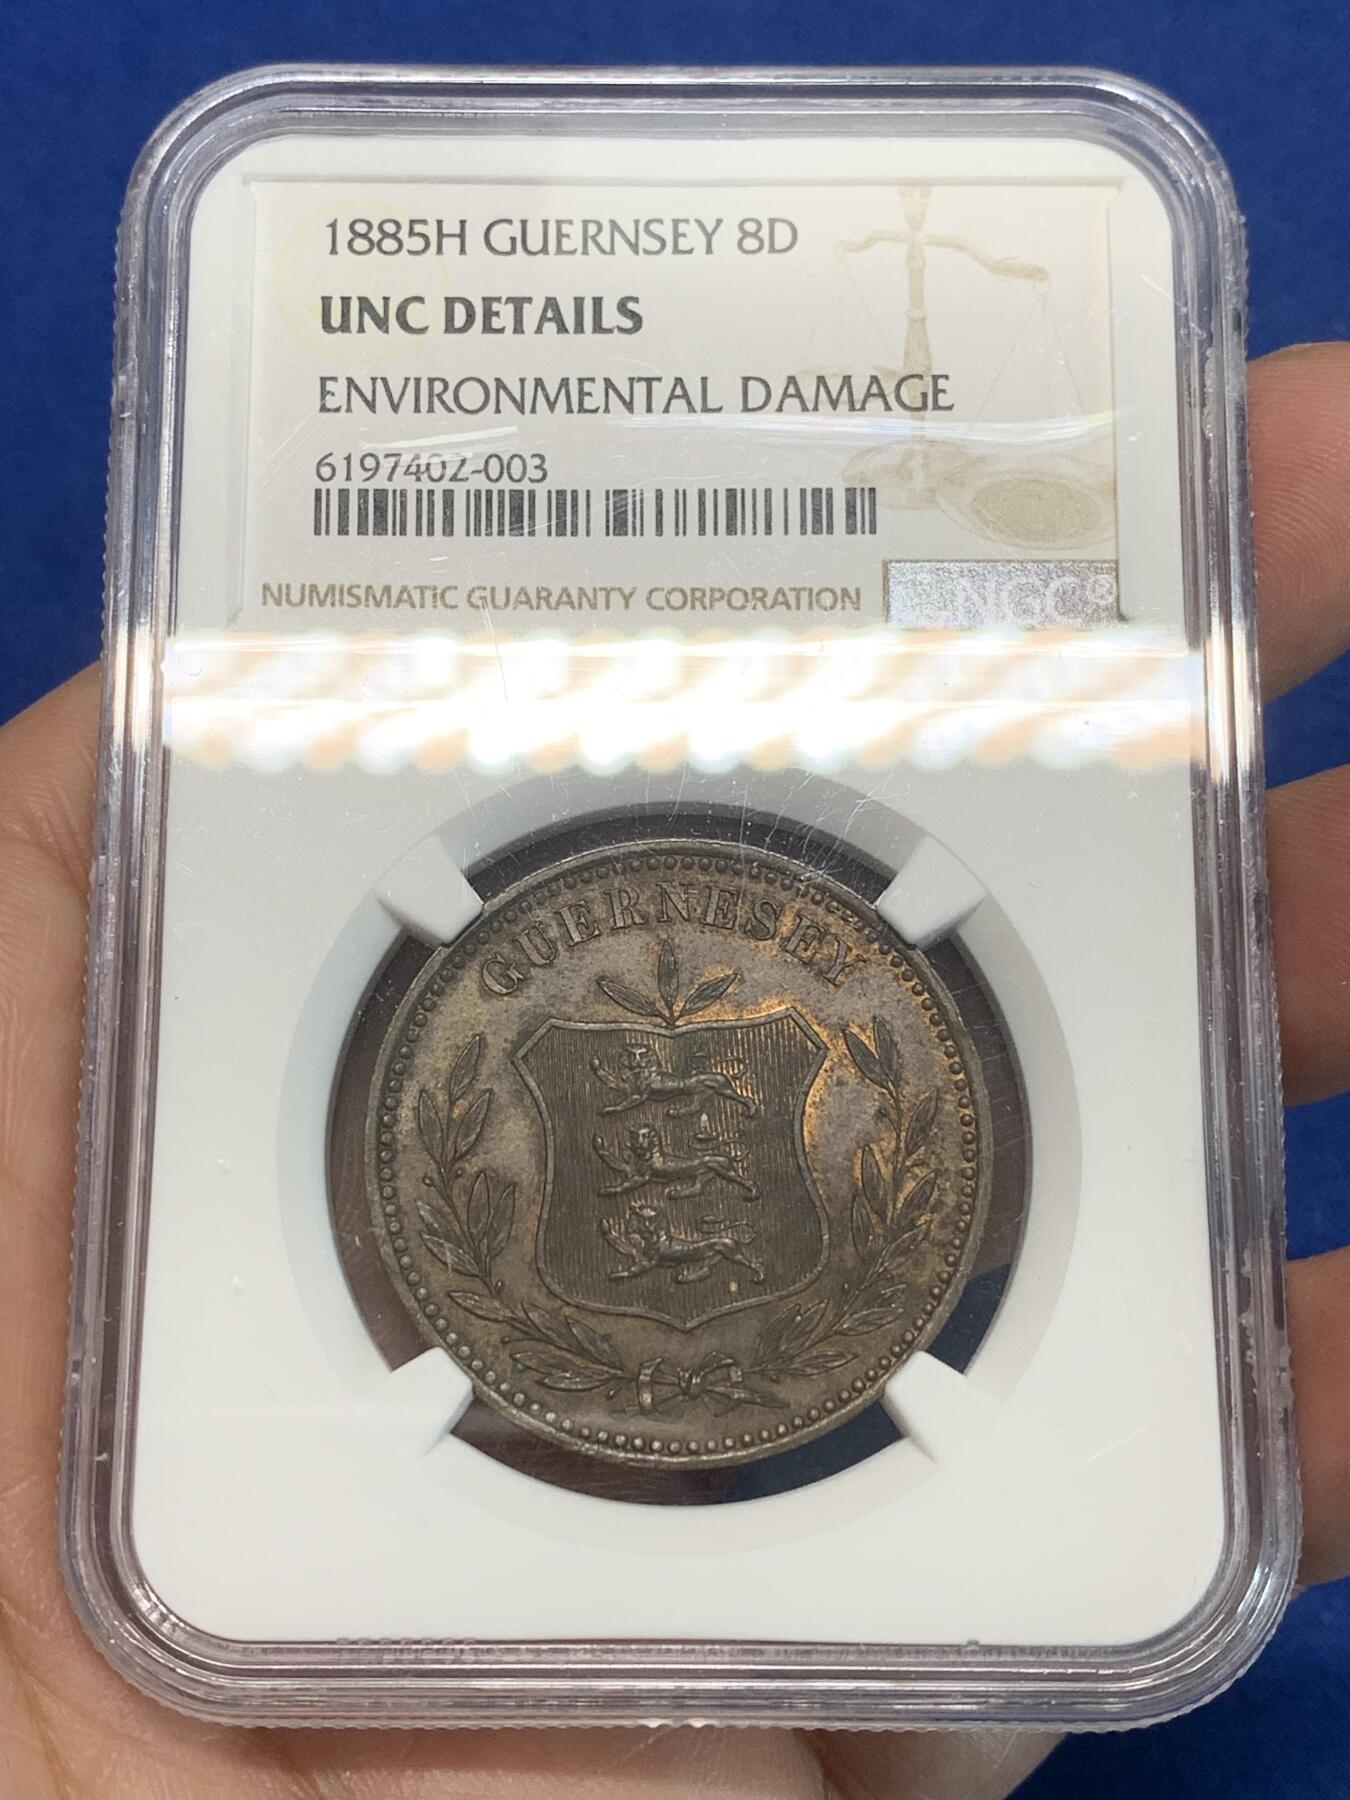 1885H GUERNSEY 8D
UNC DETAILS
ENVIRONMENTAL DAMAGE
6197402-003
NUMISMATIC GUARANTY CORPORATION
NGC®
GUERNESEY